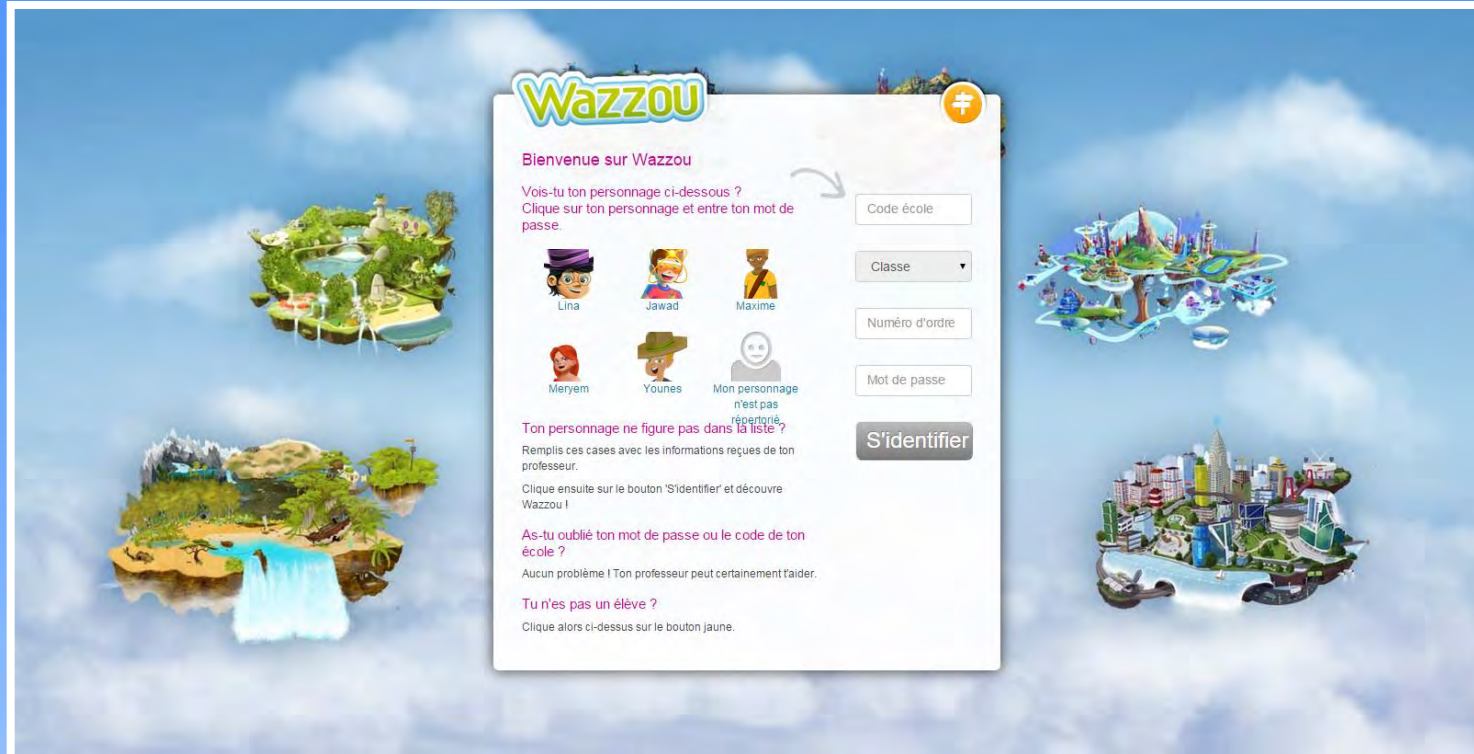 Wazzou
Bienvenue sur Wazzou
Vois-tu ton personnage ci-dessous ?
Clique sur ton personnage et entre ton mot de
passe.
Lina
Jawad
Maxime
Meryem
Younes
Mon personnage
n'est pas
répertorié
Ton personnage ne figure pas dans la liste ?
Remplis ces cases avec les informations reçues de ton
professeur.
Clique ensuite sur le bouton 'S'identifier' et découvre
Wazzou !
As-tu oublié ton mot de passe ou le code de ton
école ?
Aucun problème ! Ton professeur peut certainement t'aider.
Tu n'es pas un élève ?
Clique alors ci-dessus sur le bouton jaune.
Code école
Classe
Numéro d'ordre
Mot de passe
S'identifier